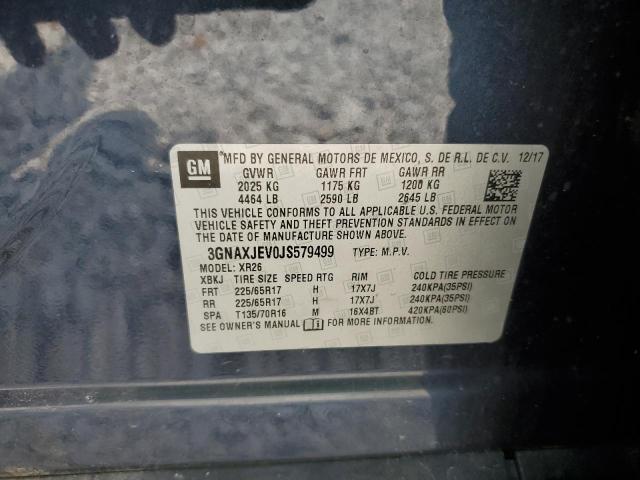 GM
MFD BY GENERAL MOTORS DE MEXICO, S. DE R.L. DE C.V. 12/17
GVWR GAWR FRT GAWR RR
2025 KG 1175 KG 1200 KG
4464 LB 2590 LB 2645 LB
THIS VEHICLE CONFORMS TO ALL APPLICABLE U.S. FEDERAL MOTOR
VEHICLE SAFETY AND THEFT PREVENTION STANDARDS IN EFFECT ON
THE DATE OF MANUFACTURE SHOWN ABOVE.
3GNAXJEV0JS579499 TYPE: M.P.V.
MODEL: XR26
XBKJ TIRE SIZE SPEED RTG RIM COLD TIRE PRESSURE
FRT 225/65R17 H 17X7J 240KPA(35PSI)
RR 225/65R17 H 17X7J 240KPA(35PSI)
SPA T135/70R16 M 16X4BT 420KPA(60PSI)
SEE OWNER'S MANUAL FOR MORE INFORMATION.